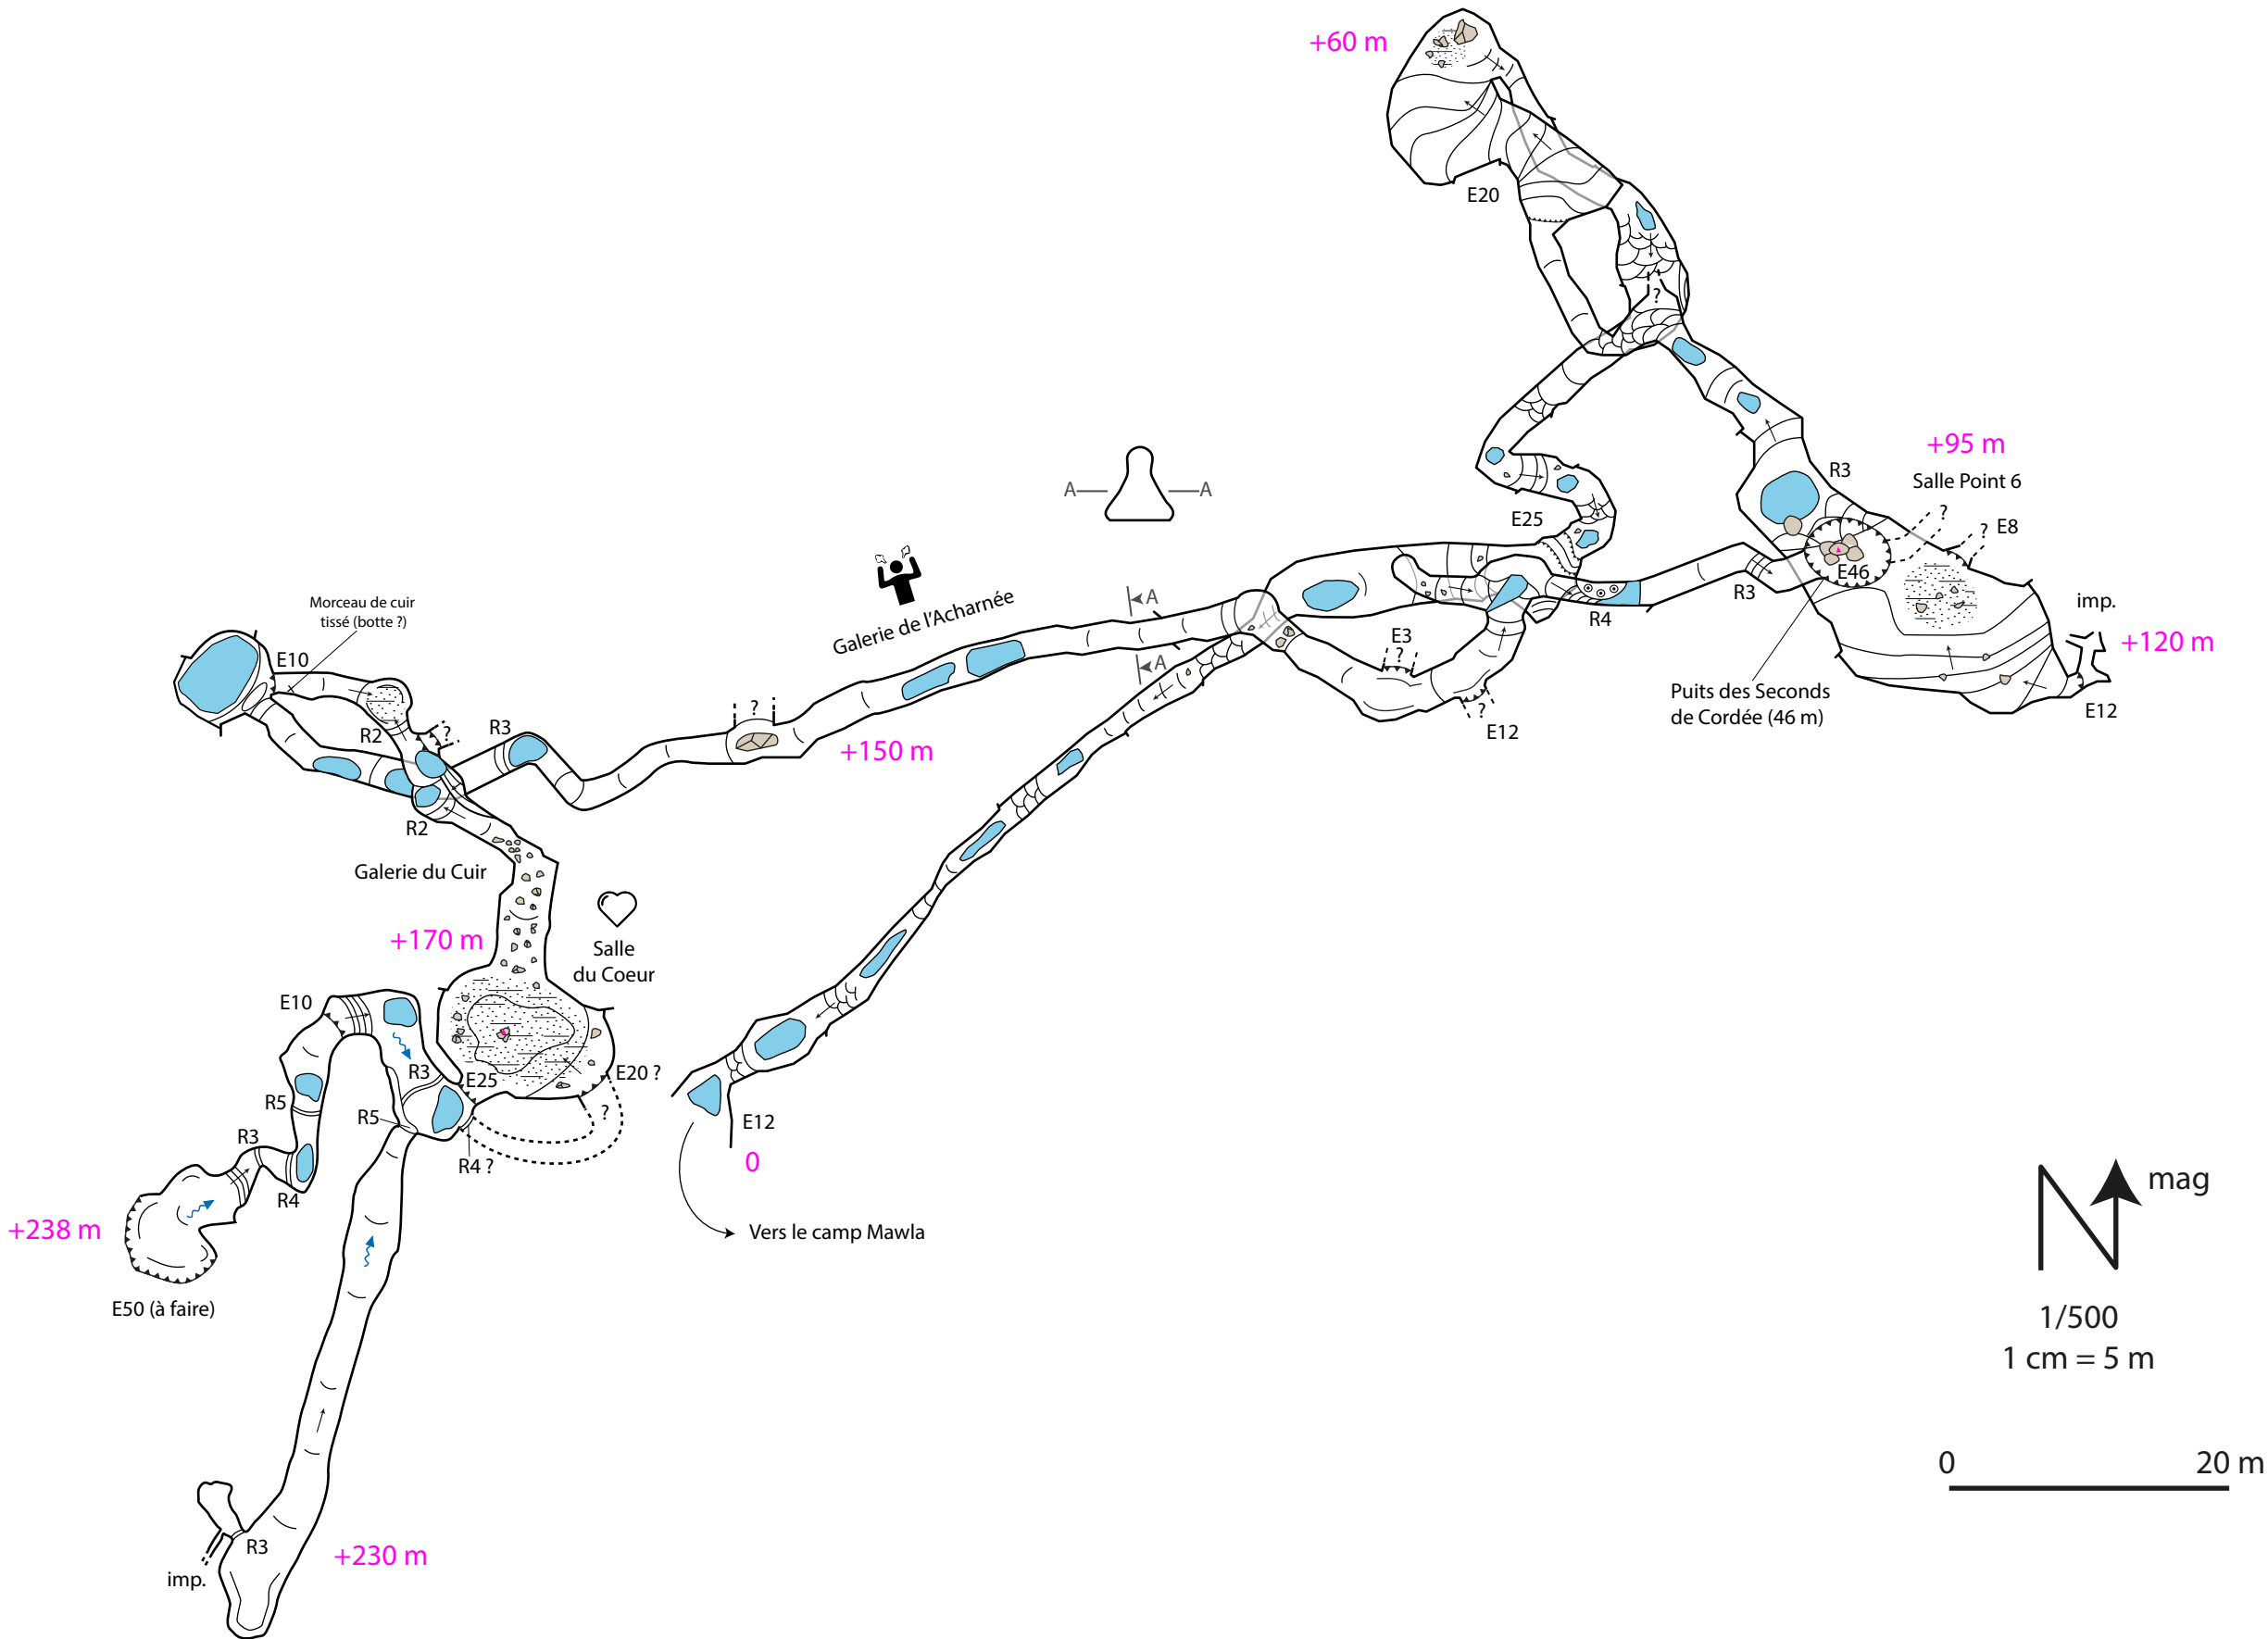 +60 m
E20
?
+95 m
Salle Point 6
R3
?
? E8
E25
A
A
E46
R3
R4
imp.
+120 m
E12
Puits des Seconds
de Cordée (46 m)
A
A
Galerie de l'Acharnée
E3
?
?
E12
Morceau de cuir
tissé (botte ?)
E10
R2
?
R3
?
+150 m
R2
Galerie du Cuir
+170 m
Salle
du Coeur
E10
R3
E25
E20 ?
?
R5
R5
R4 ?
R3
R4
E12
0
Vers le camp Mawla
+238 m
E50 (à faire)
mag
1/500
1 cm = 5 m
0
20 m
R3
+230 m
imp.